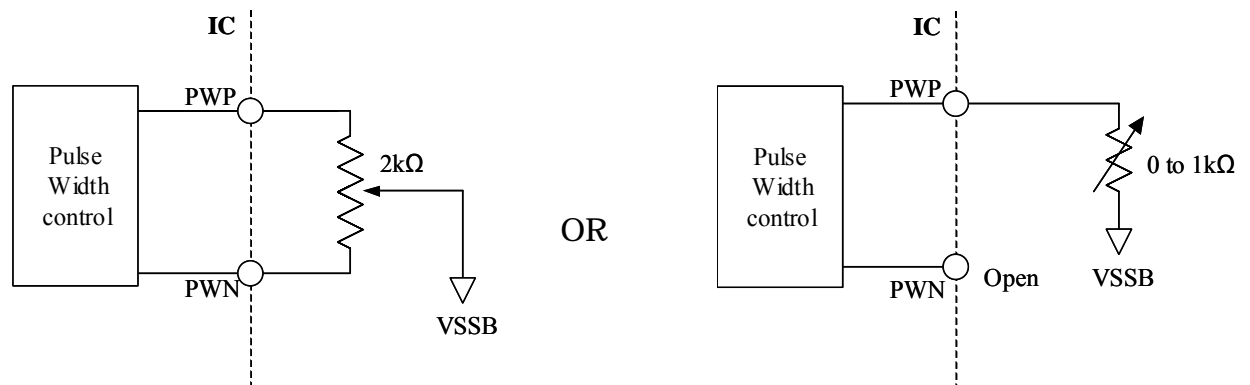 IC
PWP
Pulse
Width
control
2kΩ
PWN
VSSB
OR
IC
PWP
Pulse
Width
control
0 to 1kΩ
PWN
Open
VSSB